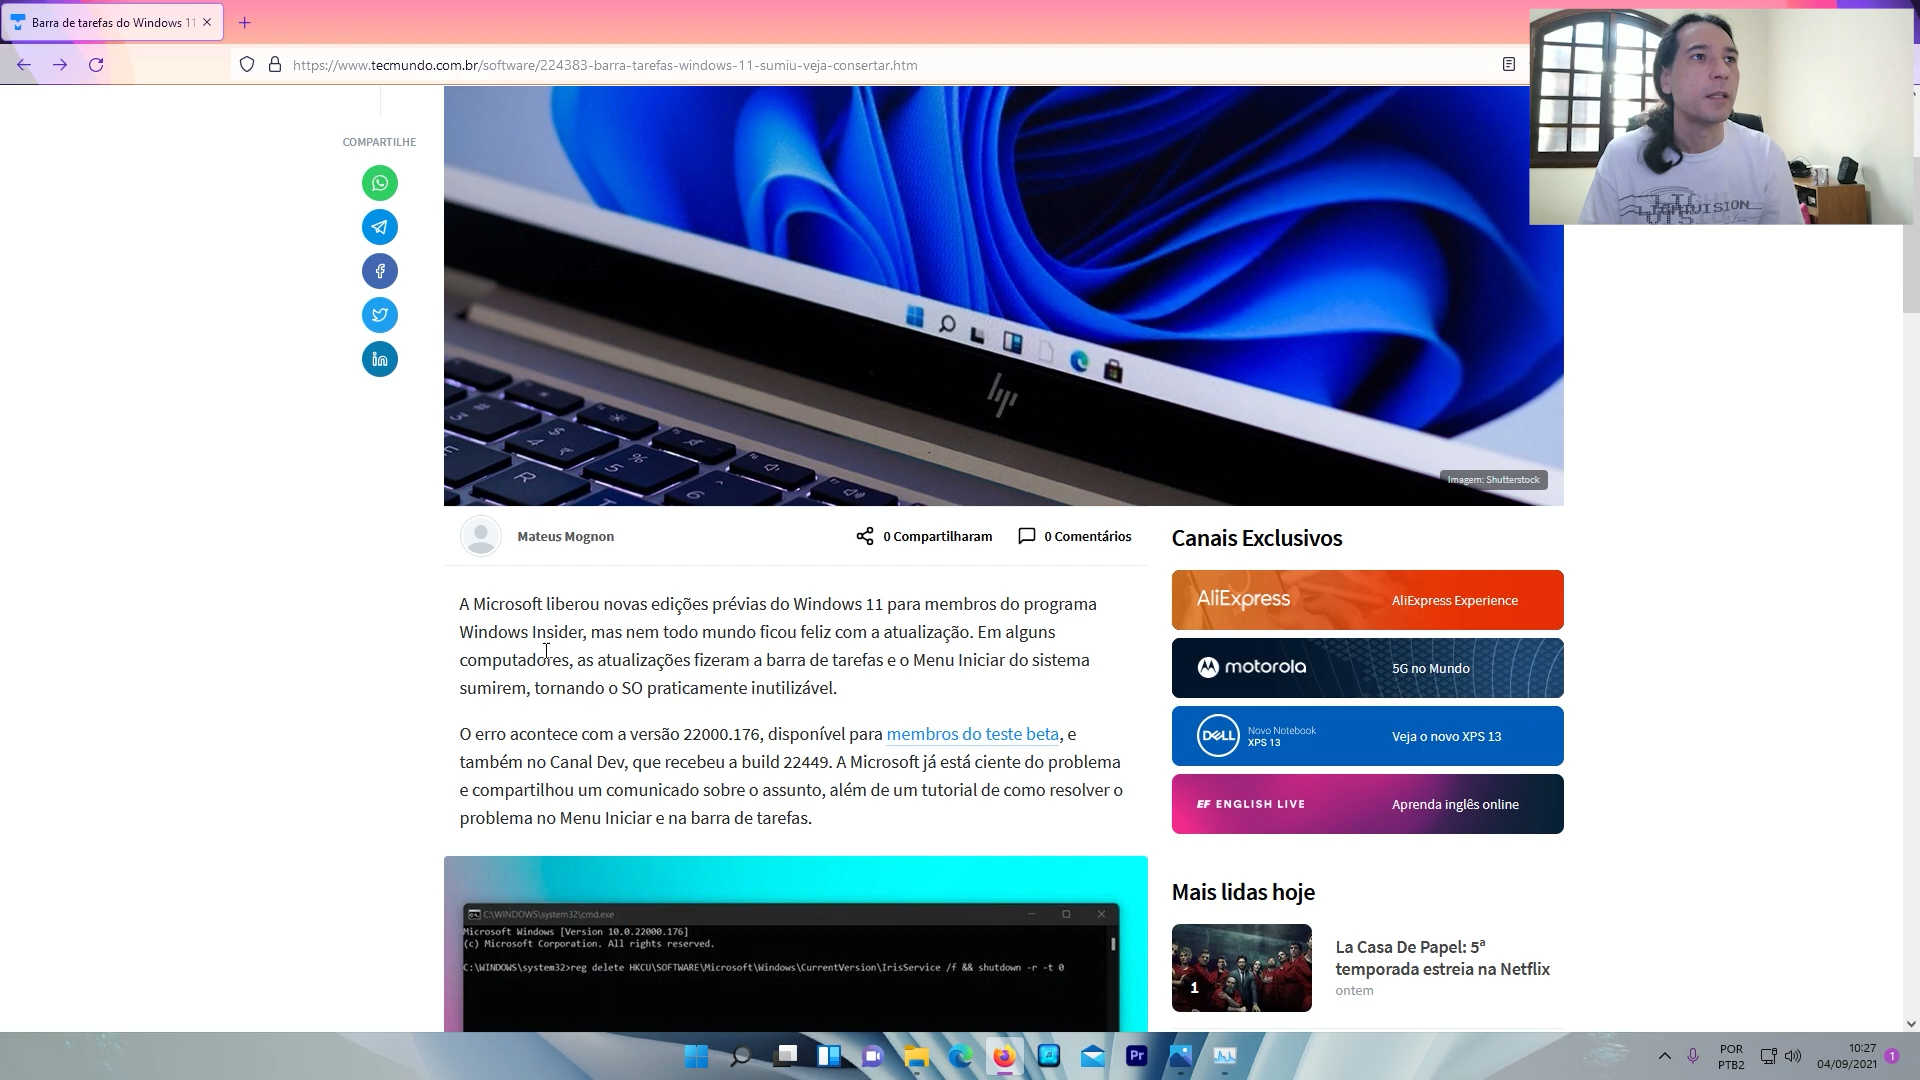 Barra de tarefas do Windows 11
https://www.tecmundo.com.br/software/224383-barra-tarefas-windows-11-sumiu-veja-consertar.htm
COMPARTILHE
Imagem: Shutterstock
Mateus Mognon
0 Compartilharam
0 Comentários
A Microsoft liberou novas edições prévias do Windows 11 para membros do programa
Windows Insider, mas nem todo mundo ficou feliz com a atualização. Em alguns
computadores, as atualizações fizeram a barra de tarefas e o Menu Iniciar do sistema
sumirem, tornando o SO praticamente inutilizável.
O erro acontece com a versão 22000.176, disponível para membros do teste beta, e
também no Canal Dev, que recebeu a build 22449. A Microsoft já está ciente do problema
e compartilhou um comunicado sobre o assunto, além de um tutorial de como resolver o
problema no Menu Iniciar e na barra de tarefas.
C:\WINDOWS\system32\cmd.exe
Microsoft Windows [Version 10.0.22000.176]
(c) Microsoft Corporation. All rights reserved.
C:\WINDOWS\system32>reg delete HKCU\SOFTWARE\Microsoft\Windows\CurrentVersion\IrisService /f && shutdown -r -t 0
Canais Exclusivos
AliExpress
AliExpress Experience
motorola
5G no Mundo
DELL
Novo Notebook
XPS 13
Veja o novo XPS 13
EF ENGLISH LIVE
Aprenda inglês online
Mais lidas hoje
1
La Casa De Papel: 5ª
temporada estreia na Netflix
ontem
Pr
POR
PTB2
10:27
04/09/2021
1